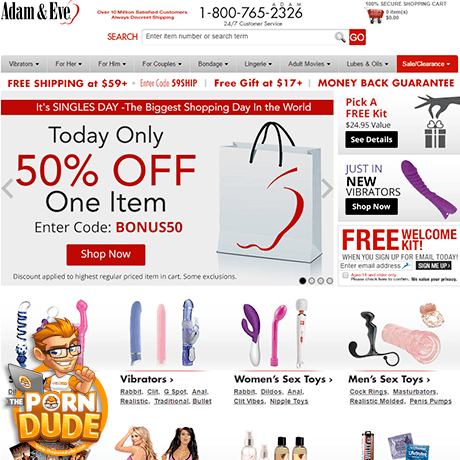 Adam & Eve
Over 10 Million Satisfied Customers
Always Discreet Shipping
ADAM
1-800-765-2326
24/7 Customer Service
100% SECURE SHOPPING CART
0 item(s)
$0.00
SEARCH
Enter item number or search term
GO
Vibrators
For Her
For Him
For Couples
Bondage
Lingerie
Adult Movies
Lubes & Oils
Sale/Clearance
FREE SHIPPING at $59+
Enter Code 59SHIP
Free Gift at $17+
MONEY BACK GUARANTEE
It's SINGLES DAY -The Biggest Shopping Day In the World
Today Only
50% OFF
One Item
Enter Code: BONUS50
Shop Now
Discount applied to highest regular priced item in cart. Some exclusions.
Pick A
FREE Kit
$24.95 Value
See Details
JUST IN
NEW
VIBRATORS
Shop Now
FREE WELCOME
KIT!
WHEN YOU SIGN UP FOR EMAIL TODAY!
Enter email address
SIGN ME UP
Ages 18 and older only.
Please check here to confirm. We value your privacy.
Vibrators
Rabbit, Clit, G Spot, Anal,
Realistic, Traditional, Bullet
Women's Sex Toys
Rabbit, Dildos, Anal,
Clit Vibes, Nipple Toys
Men's Sex Toys
Cock Rings, Masturbators,
Realistic Molded, Penis Pumps
THE
PORN
DUDE